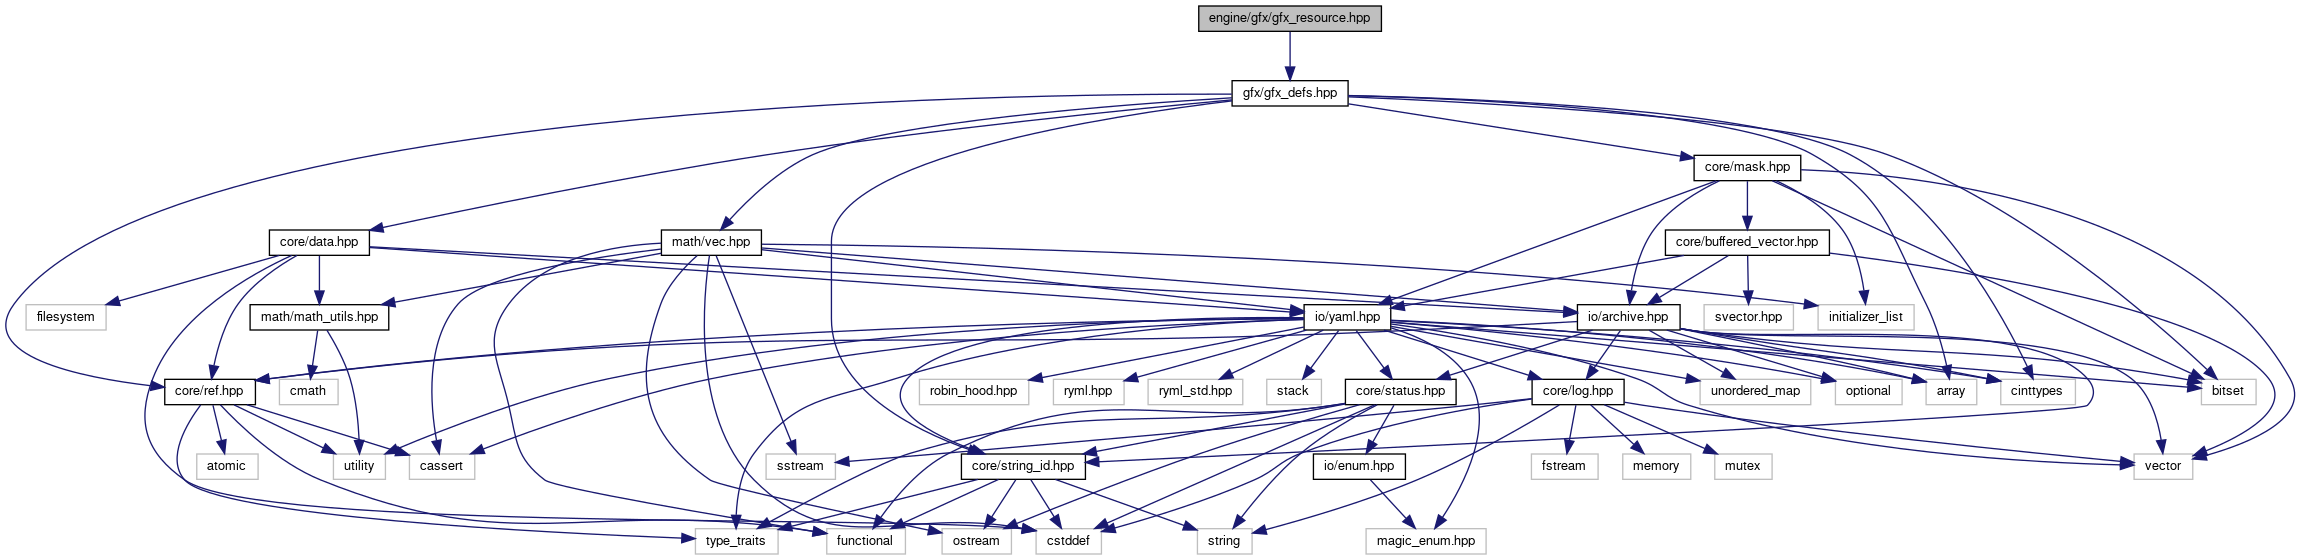 engine/gfx/gfx_resource.hpp
gfx/gfx_defs.hpp
core/mask.hpp
core/data.hpp
math/vec.hpp
core/buffered_vector.hpp
filesystem
math/math_utils.hpp
io/yaml.hpp
io/archive.hpp
svector.hpp
initializer_list
core/ref.hpp
cmath
robin_hood.hpp
ryml.hpp
ryml_std.hpp
stack
core/status.hpp
core/log.hpp
unordered_map
optional
array
cinttypes
bitset
atomic
utility
cassert
sstream
core/string_id.hpp
io/enum.hpp
fstream
memory
mutex
vector
type_traits
functional
ostream
cstddef
string
magic_enum.hpp